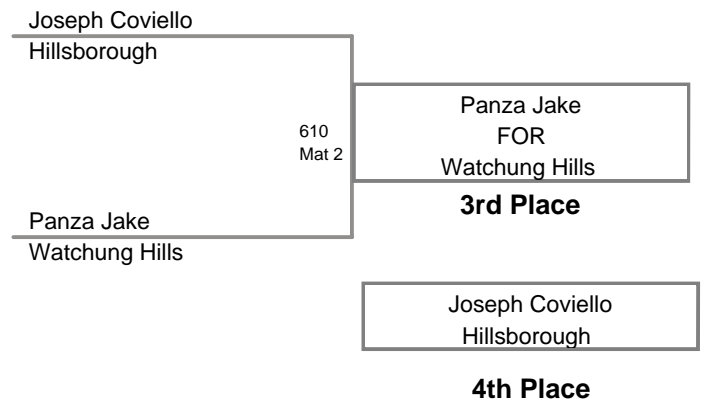 Joseph Coviello
Hillsborough
610
Mat 2
Panza Jake
FOR
Watchung Hills
3rd Place
Panza Jake
Watchung Hills
Joseph Coviello
Hillsborough
4th Place